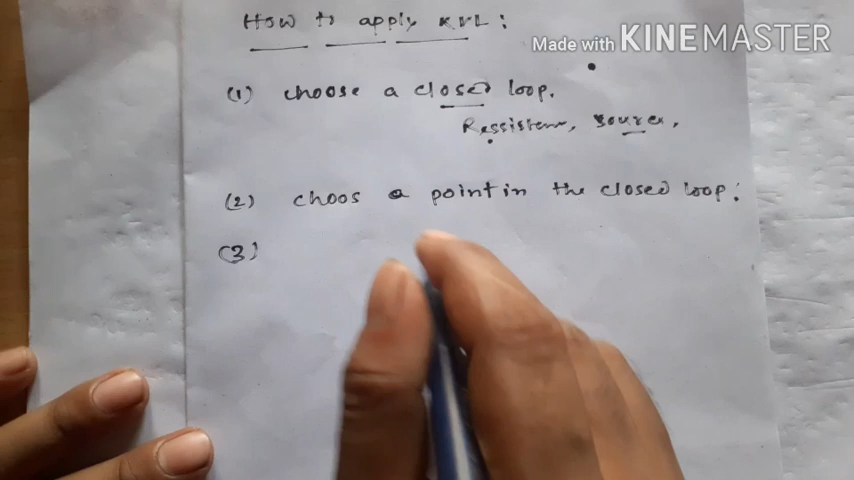 How to apply KVL:
Made with KINEMASTER
(1) choose a closed loop.
Ressistem, source,
(2) choos a point in the closed loop:
(3)